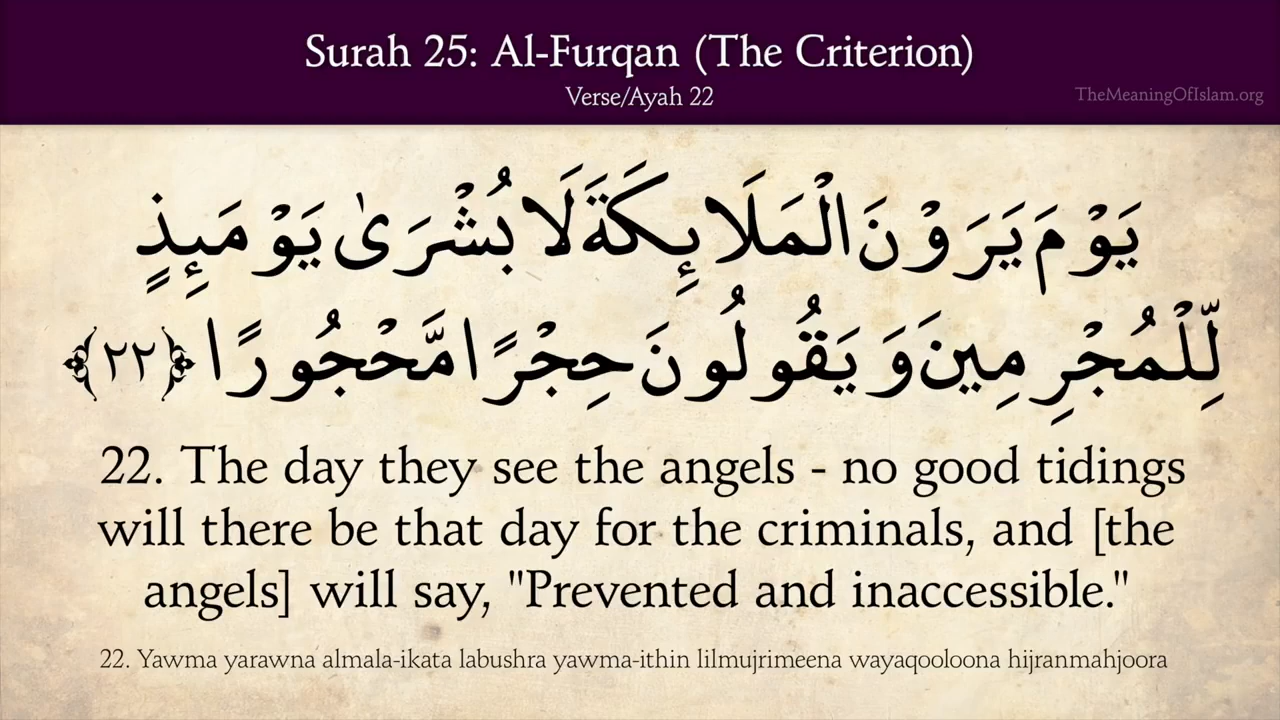 Surah 25: Al-Furqan (The Criterion)
Verse/Ayah 22
TheMeaningOfIslam.org
يَوْمَ يَرَوْنَ الْمَلَابِكَةَ لَا بُشْرَىٰ يَوْمَبِذٍ
لِّلْمُجْرِمِينَ وَيَقُولُونَ حِجْرًا مَّحْجُورًا ﴿٢٢﴾
22. The day they see the angels - no good tidings
will there be that day for the criminals, and [the
angels] will say, "Prevented and inaccessible."
22. Yawma yarawna almala-ikata labushra yawma-ithin lilmujrimeena wayaqooloona hijranmahjoora